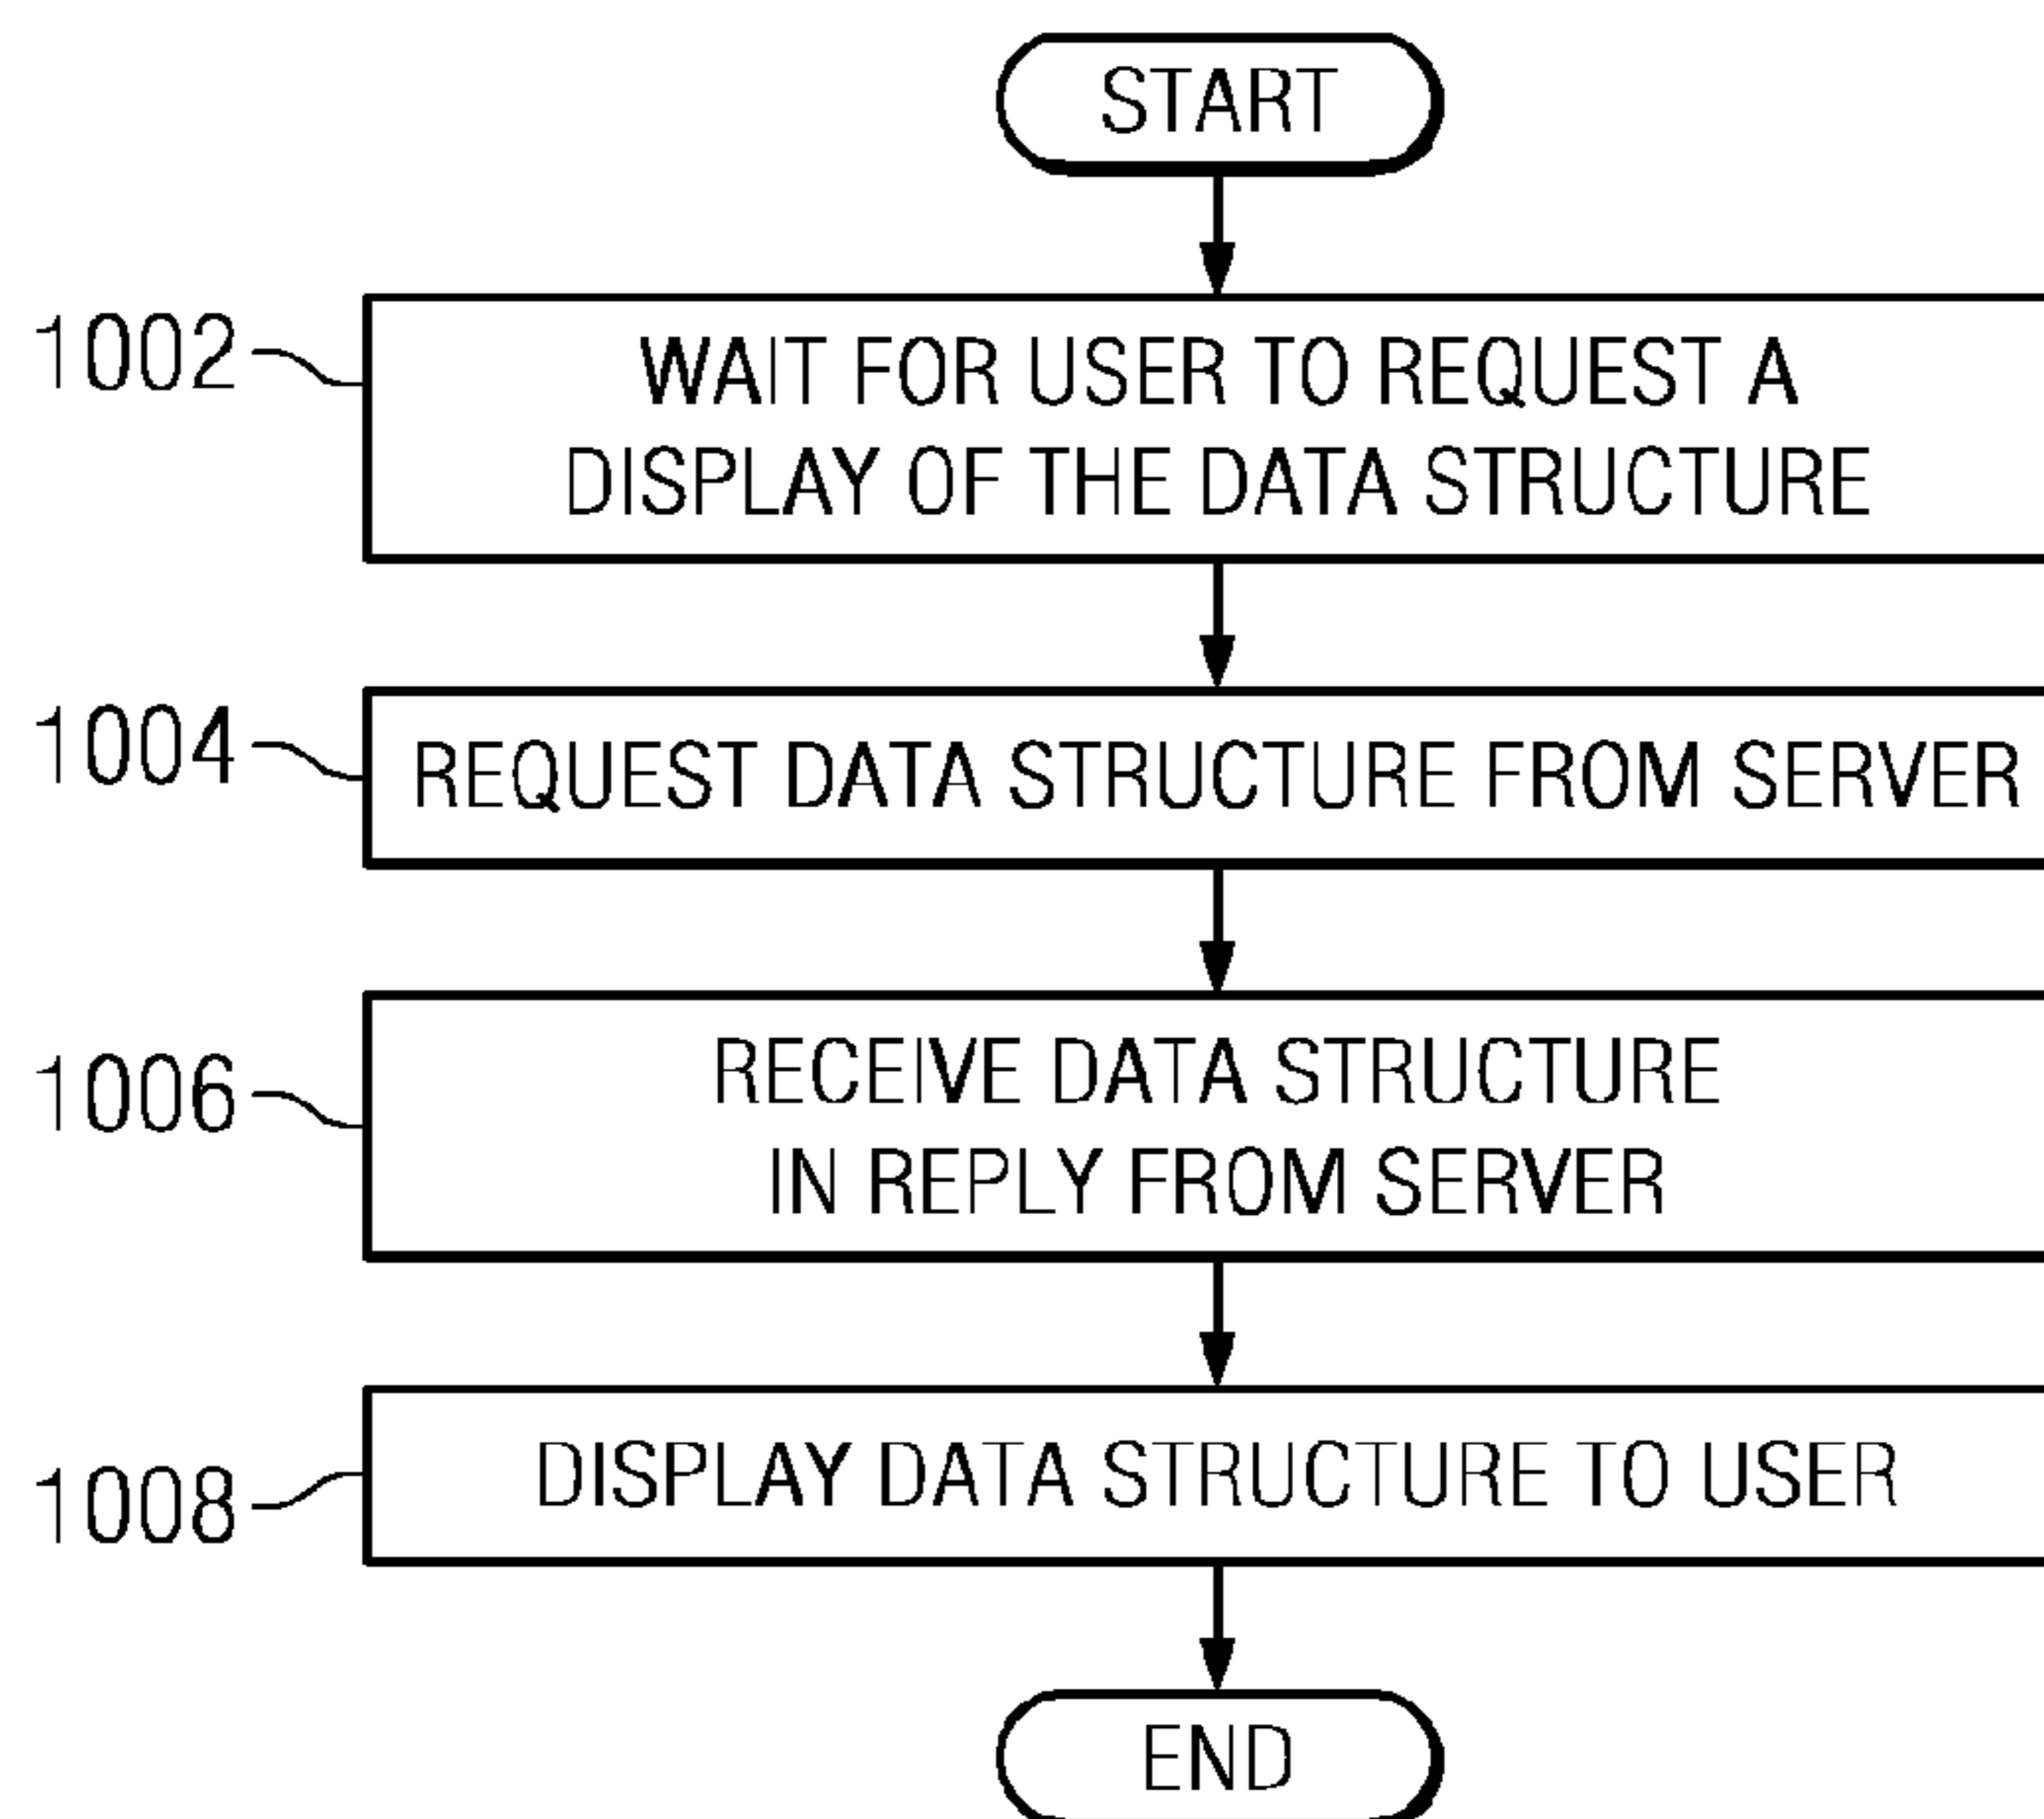 START
1002
WAIT FOR USER TO REQUEST A
DISPLAY OF THE DATA STRUCTURE
1004
REQUEST DATA STRUCTURE FROM SERVER
1006
RECEIVE DATA STRUCTURE
IN REPLY FROM SERVER
1008
DISPLAY DATA STRUCTURE TO USER
END